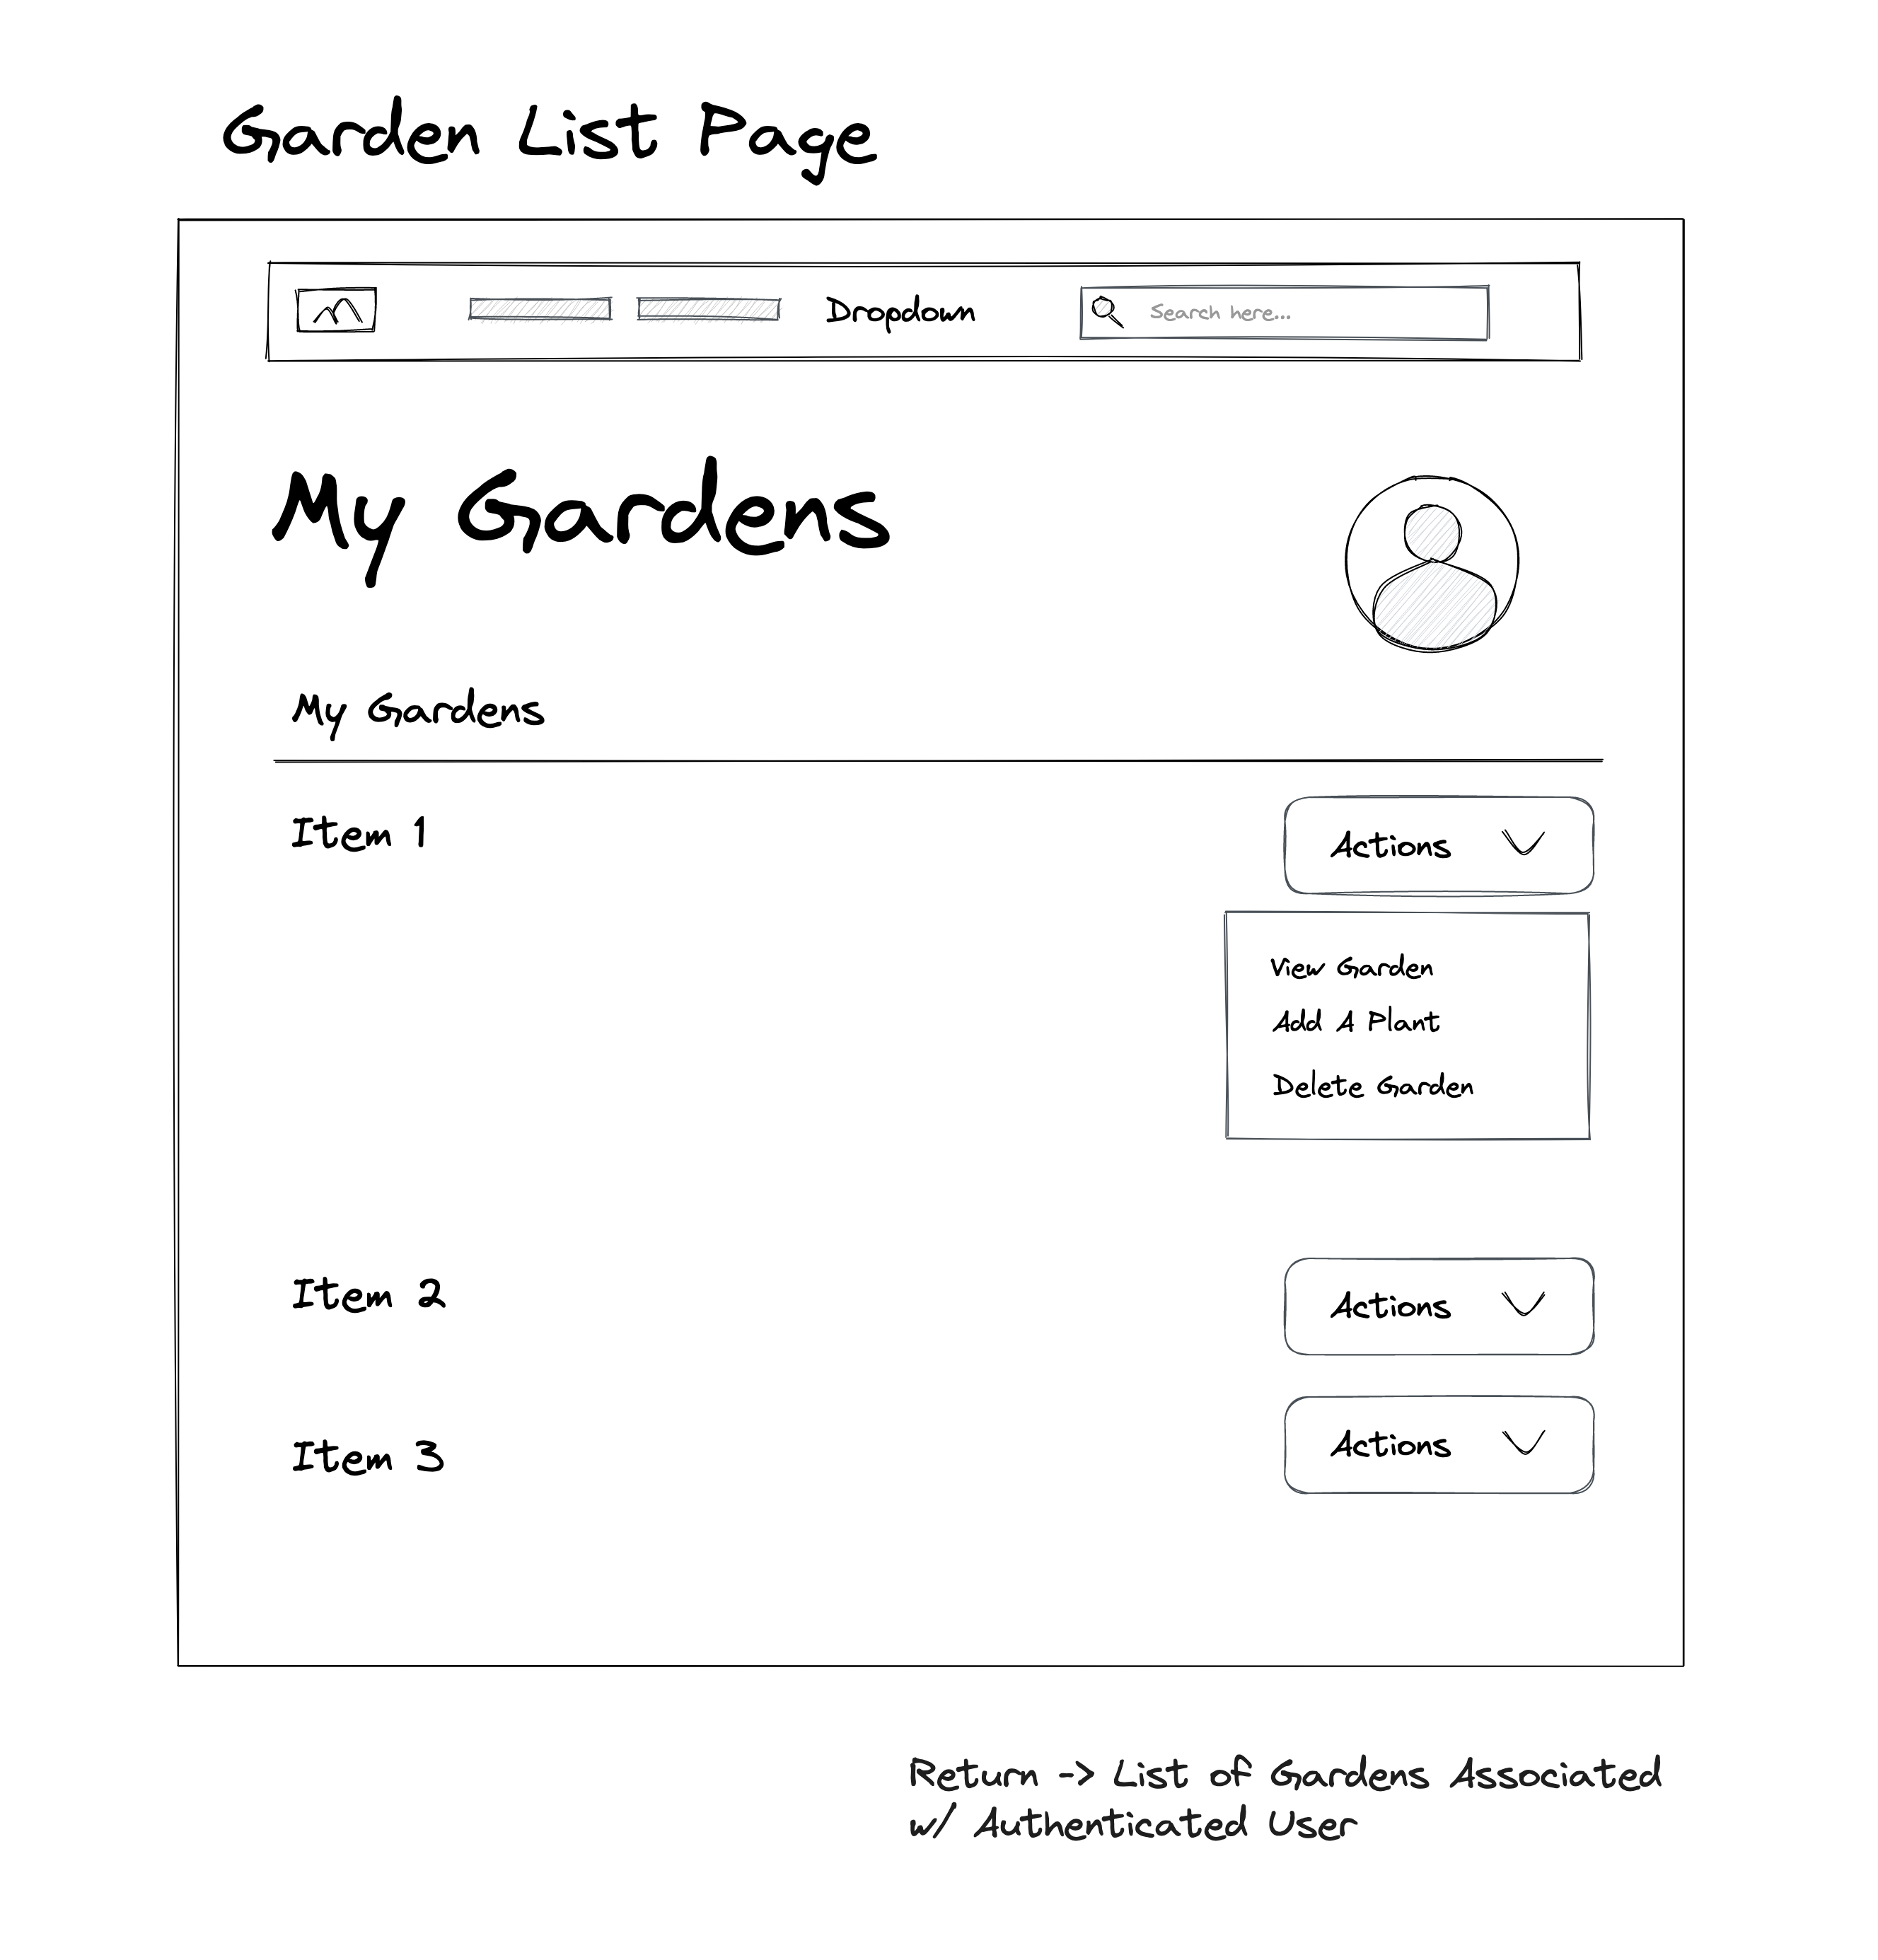 Garden List Page
Dropdown
Search here...
My Gardens
My Gardens
Item 1
Actions
View Garden
Add A Plant
Delete Garden
Item 2
Actions
Item 3
Actions
Return -> List of Gardens Associated
w/ Authenticated User